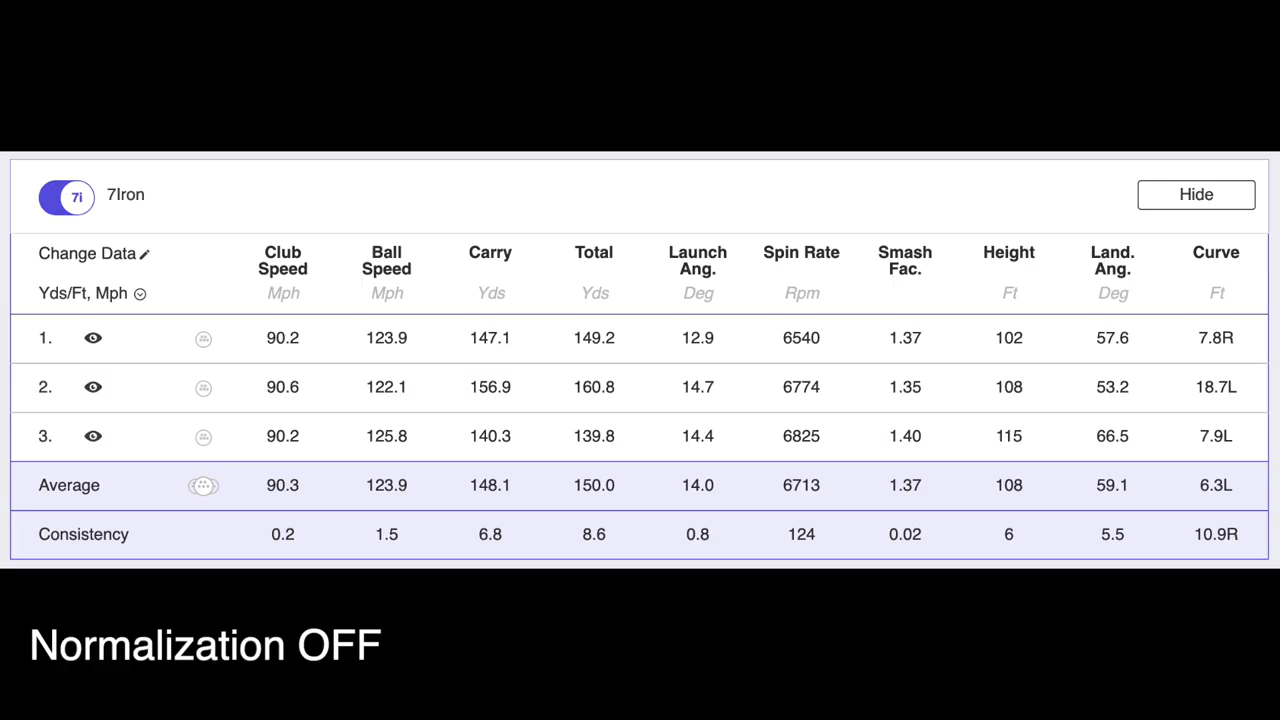 7i 7Iron Hide
Change Data Club Speed Ball Speed Carry Total Launch Ang. Spin Rate Smash Fac. Height Land. Ang. Curve
Yds/Ft, Mph Mph Mph Yds Yds Deg Rpm Ft Deg Ft
1. 90.2 123.9 147.1 149.2 12.9 6540 1.37 102 57.6 7.8R
2. 90.6 122.1 156.9 160.8 14.7 6774 1.35 108 53.2 18.7L
3. 90.2 125.8 140.3 139.8 14.4 6825 1.40 115 66.5 7.9L
Average 90.3 123.9 148.1 150.0 14.0 6713 1.37 108 59.1 6.3L
Consistency 0.2 1.5 6.8 8.6 0.8 124 0.02 6 5.5 10.9R
Normalization OFF